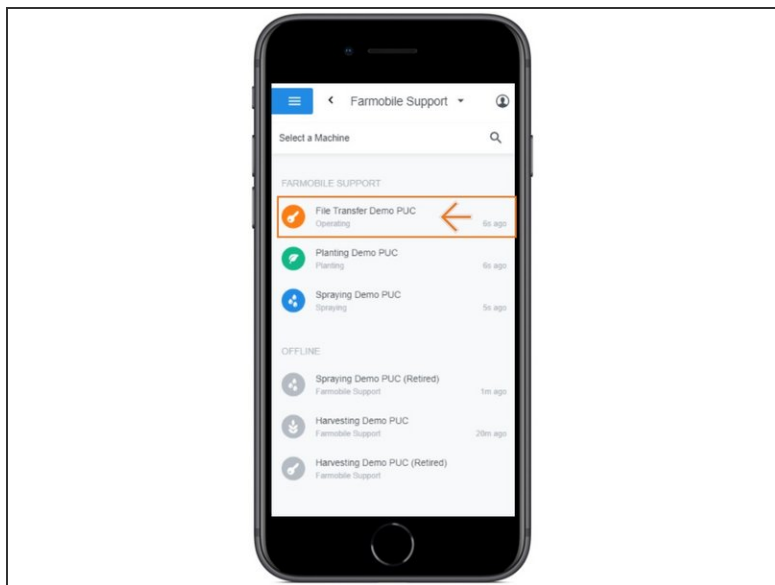 Farmobile Support
Select a Machine
FARMOBILE SUPPORT
File Transfer Demo PUC
Operating 6s ago
Planting Demo PUC
Planting 6s ago
Spraying Demo PUC
Spraying 5s ago
OFFLINE
Spraying Demo PUC (Retired)
Farmobile Support 1m ago
Harvesting Demo PUC
Farmobile Support 20m ago
Harvesting Demo PUC (Retired)
Farmobile Support